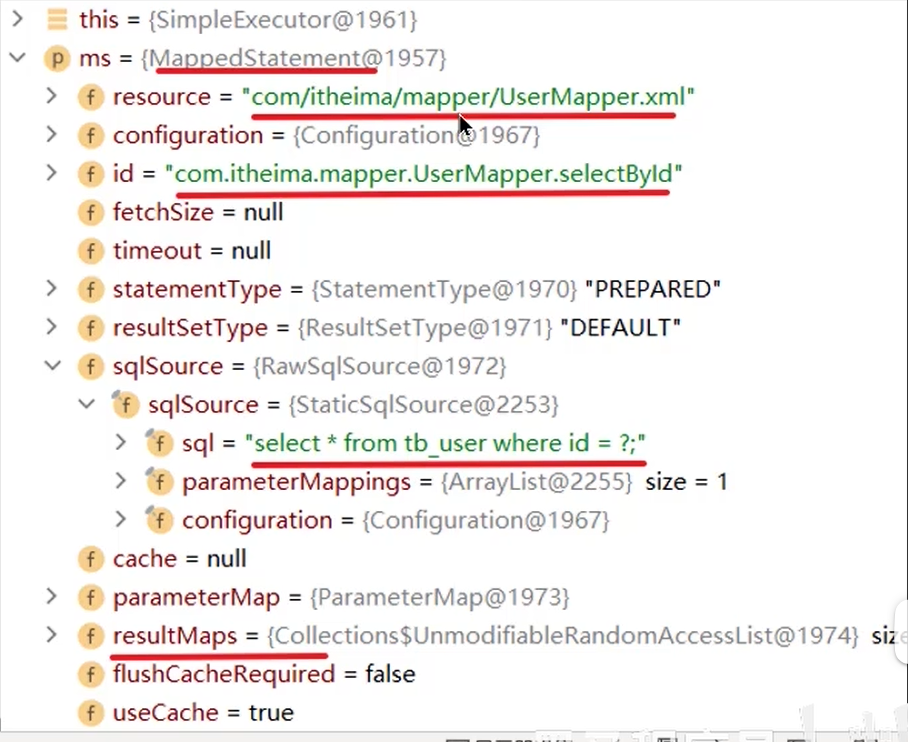 this = {SimpleExecutor@1961}
p ms = {MappedStatement@1957}
f resource = "com/itheima/mapper/UserMapper.xml"
f configuration = {Configuration@1967}
f id = "com.itheima.mapper.UserMapper.selectById"
f fetchSize = null
f timeout = null
f statementType = {StatementType@1970} "PREPARED"
f resultSetType = {ResultSetType@1971} "DEFAULT"
f sqlSource = {RawSqlSource@1972}
f sqlSource = {StaticSqlSource@2253}
f sql = "select * from tb_user where id = ?;"
f parameterMappings = {ArrayList@2255} size = 1
f configuration = {Configuration@1967}
f cache = null
f parameterMap = {ParameterMap@1973}
f resultMaps = {Collections$UnmodifiableRandomAccessList@1974}
f flushCacheRequired = false
f useCache = true